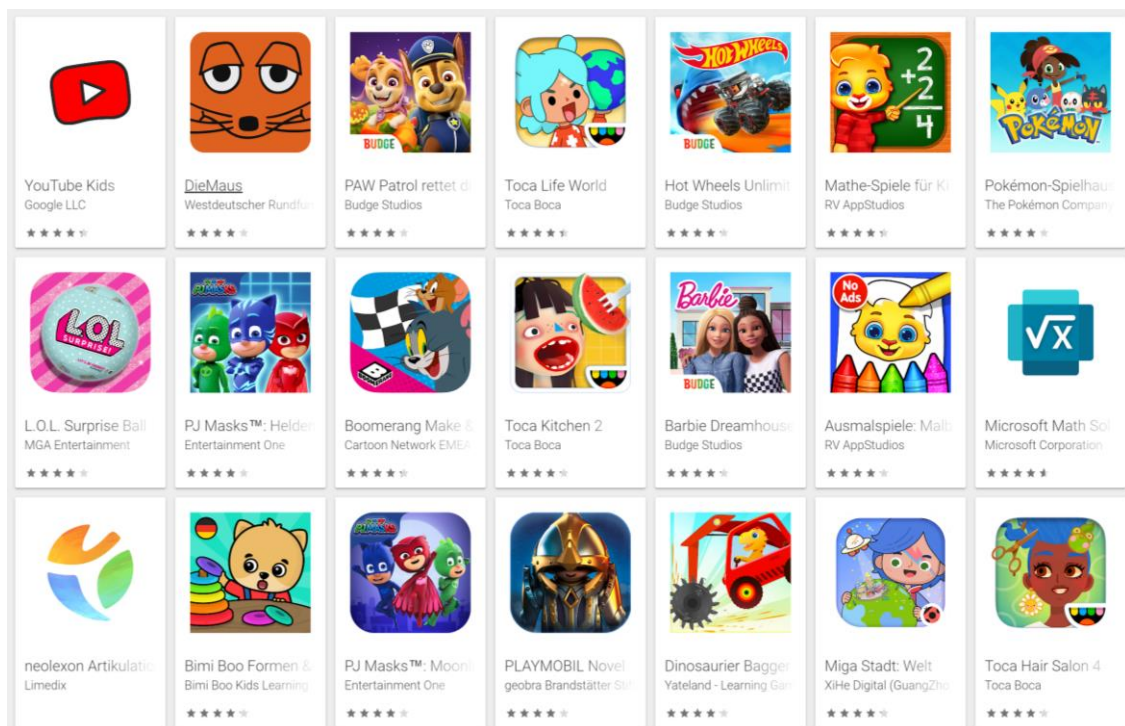 YouTube Kids
Google LLC
DieMaus
Westdeutscher Rundfun
BUDGE
PAW Patrol rettet d
Budge Studios
Toca Life World
Toca Boca
HOT WHEELS
BUDGE
Hot Wheels Unlimit
Budge Studios
2
+2
4
Mathe-Spiele für Ki
RV AppStudios
POKÉMON
Pokémon-Spielhaus
The Pokémon Company
L.O.L.
SURPRISE!
L.O.L. Surprise Ball
MGA Entertainment
PJ MASKS
PJ Masks™: Helden
Entertainment One
B
BOOMERANG
Boomerang Make &
Cartoon Network EMEA
Toca Kitchen 2
Toca Boca
Barbie
BUDGE
Barbie Dreamhouse
Budge Studios
No
Ads
Ausmalspiele: Malb
RV AppStudios
√x
Microsoft Math Sol
Microsoft Corporation
neolexon Artikulatio
Limedix
Bimi Boo Formen &
Bimi Boo Kids Learning
PJ MASKS
PJ Masks™: Moonl
Entertainment One
PLAYMOBIL Novel
geobra Brandstätter Stif
Dinosaurier Bagger
Yateland - Learning Gam
Miga Stadt: Welt
XiHe Digital (GuangZho
Toca Hair Salon 4
Toca Boca